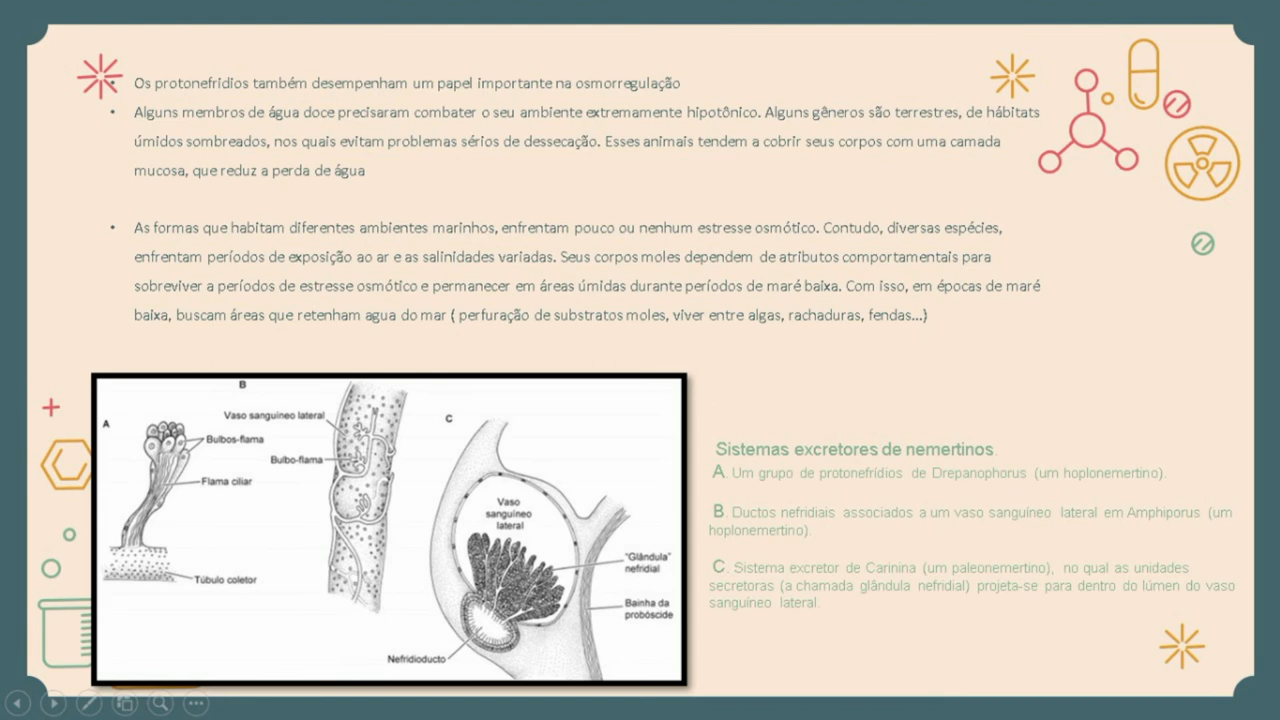 • Os protonefridios também desempenham um papel importante na osmorregulação
• Alguns membros de água doce precisaram combater o seu ambiente extremamente hipotônico. Alguns gêneros são terrestres, de hábitats
úmidos sombreados, nos quais evitam problemas sérios de dessecação. Esses animais tendem a cobrir seus corpos com uma camada
mucosa, que reduz a perda de água
• As formas que habitam diferentes ambientes marinhos, enfrentam pouco ou nenhum estresse osmótico. Contudo, diversas espécies,
enfrentam períodos de exposição ao ar e as salinidades variadas. Seus corpos moles dependem de atributos comportamentais para
sobreviver a períodos de estresse osmótico e permanecer em áreas úmidas durante períodos de maré baixa. Com isso, em épocas de maré
baixa, buscam áreas que retenham agua do mar ( perfuração de substratos moles, viver entre algas, rachaduras, fendas...)
A
Bulbos-flama
Flama ciliar
Túbulo coletor
B
Vaso sanguíneo lateral
Bulbo-flama
C
Vaso
sanguíneo
lateral
"Glândula"
nefridial
Bainha da
probóscide
Nefridioducto
Sistemas excretores de nemertinos.
A. Um grupo de protonefrídios de Drepanophorus (um hoplonemertino).
B. Ductos nefridiais associados a um vaso sanguíneo lateral em Amphiporus (um
hoplonemertino).
C. Sistema excretor de Carinina (um paleonemertino), no qual as unidades
secretoras (a chamada glândula nefridial) projeta-se para dentro do lúmen do vaso
sanguíneo lateral.